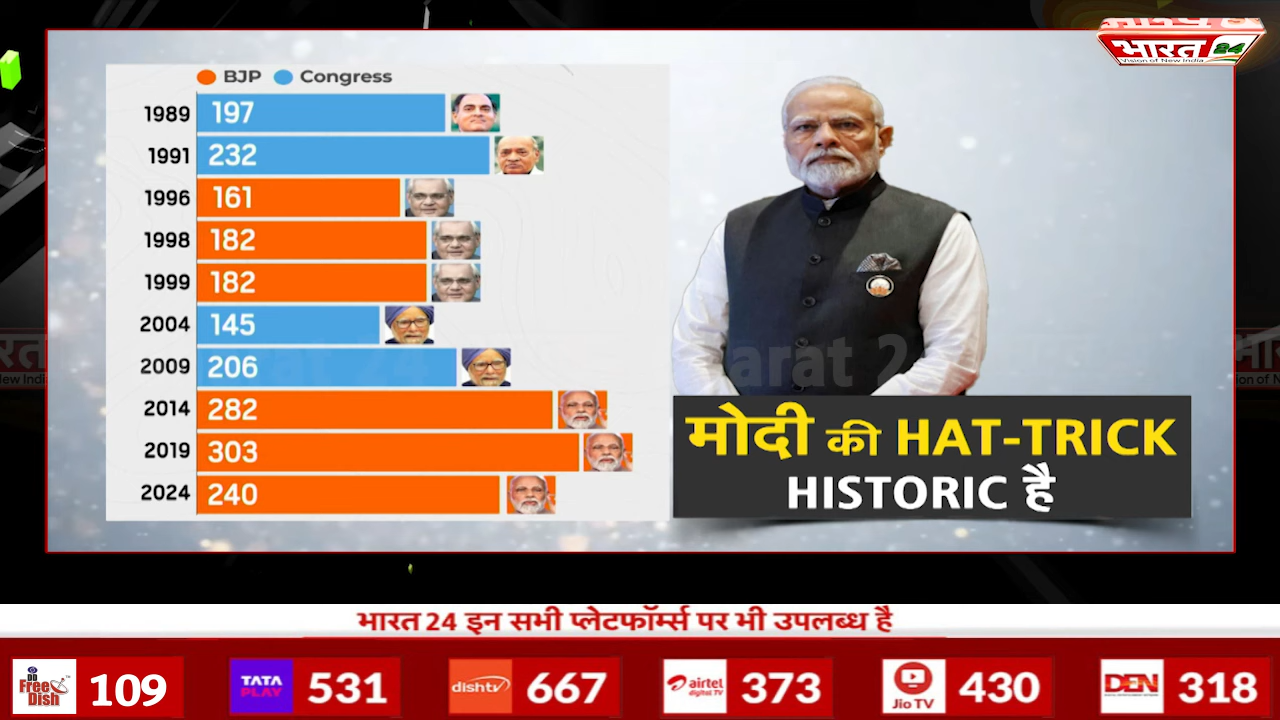 भारत 24
Vision of New India
BJP Congress
1989 197
1991 232
1996 161
1998 182
1999 182
2004 145
2009 206
2014 282
2019 303
2024 240
मोदी की HAT-TRICK
HISTORIC है
भारत 24 इन सभी प्लेटफॉर्म्स पर भी उपलब्ध है
DD Free Dish 109
TATA PLAY 531
dishtv 667
airtel digital TV 373
Jio TV 430
DEN 318